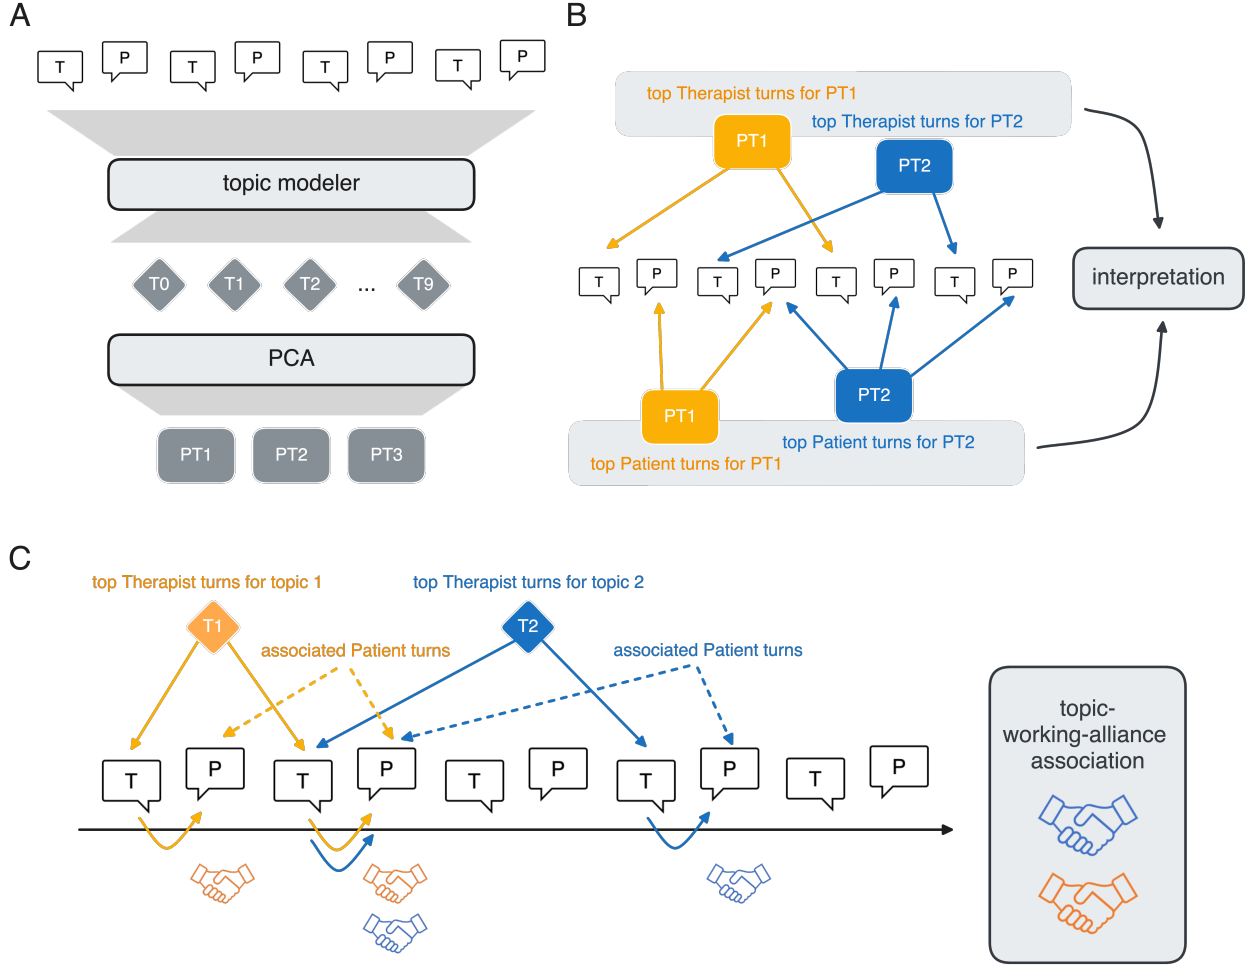 A
T P T P T P T P
topic modeler
T0 T1 T2 ... T9
PCA
PT1 PT2 PT3
B
top Therapist turns for PT1
top Therapist turns for PT2
PT1
PT2
T P T P T P T P
interpretation
PT1
PT2
top Patient turns for PT2
top Patient turns for PT1
C
top Therapist turns for topic 1
top Therapist turns for topic 2
T1
T2
associated Patient turns
associated Patient turns
T P T P T P T P T P
topic-
working-alliance
association